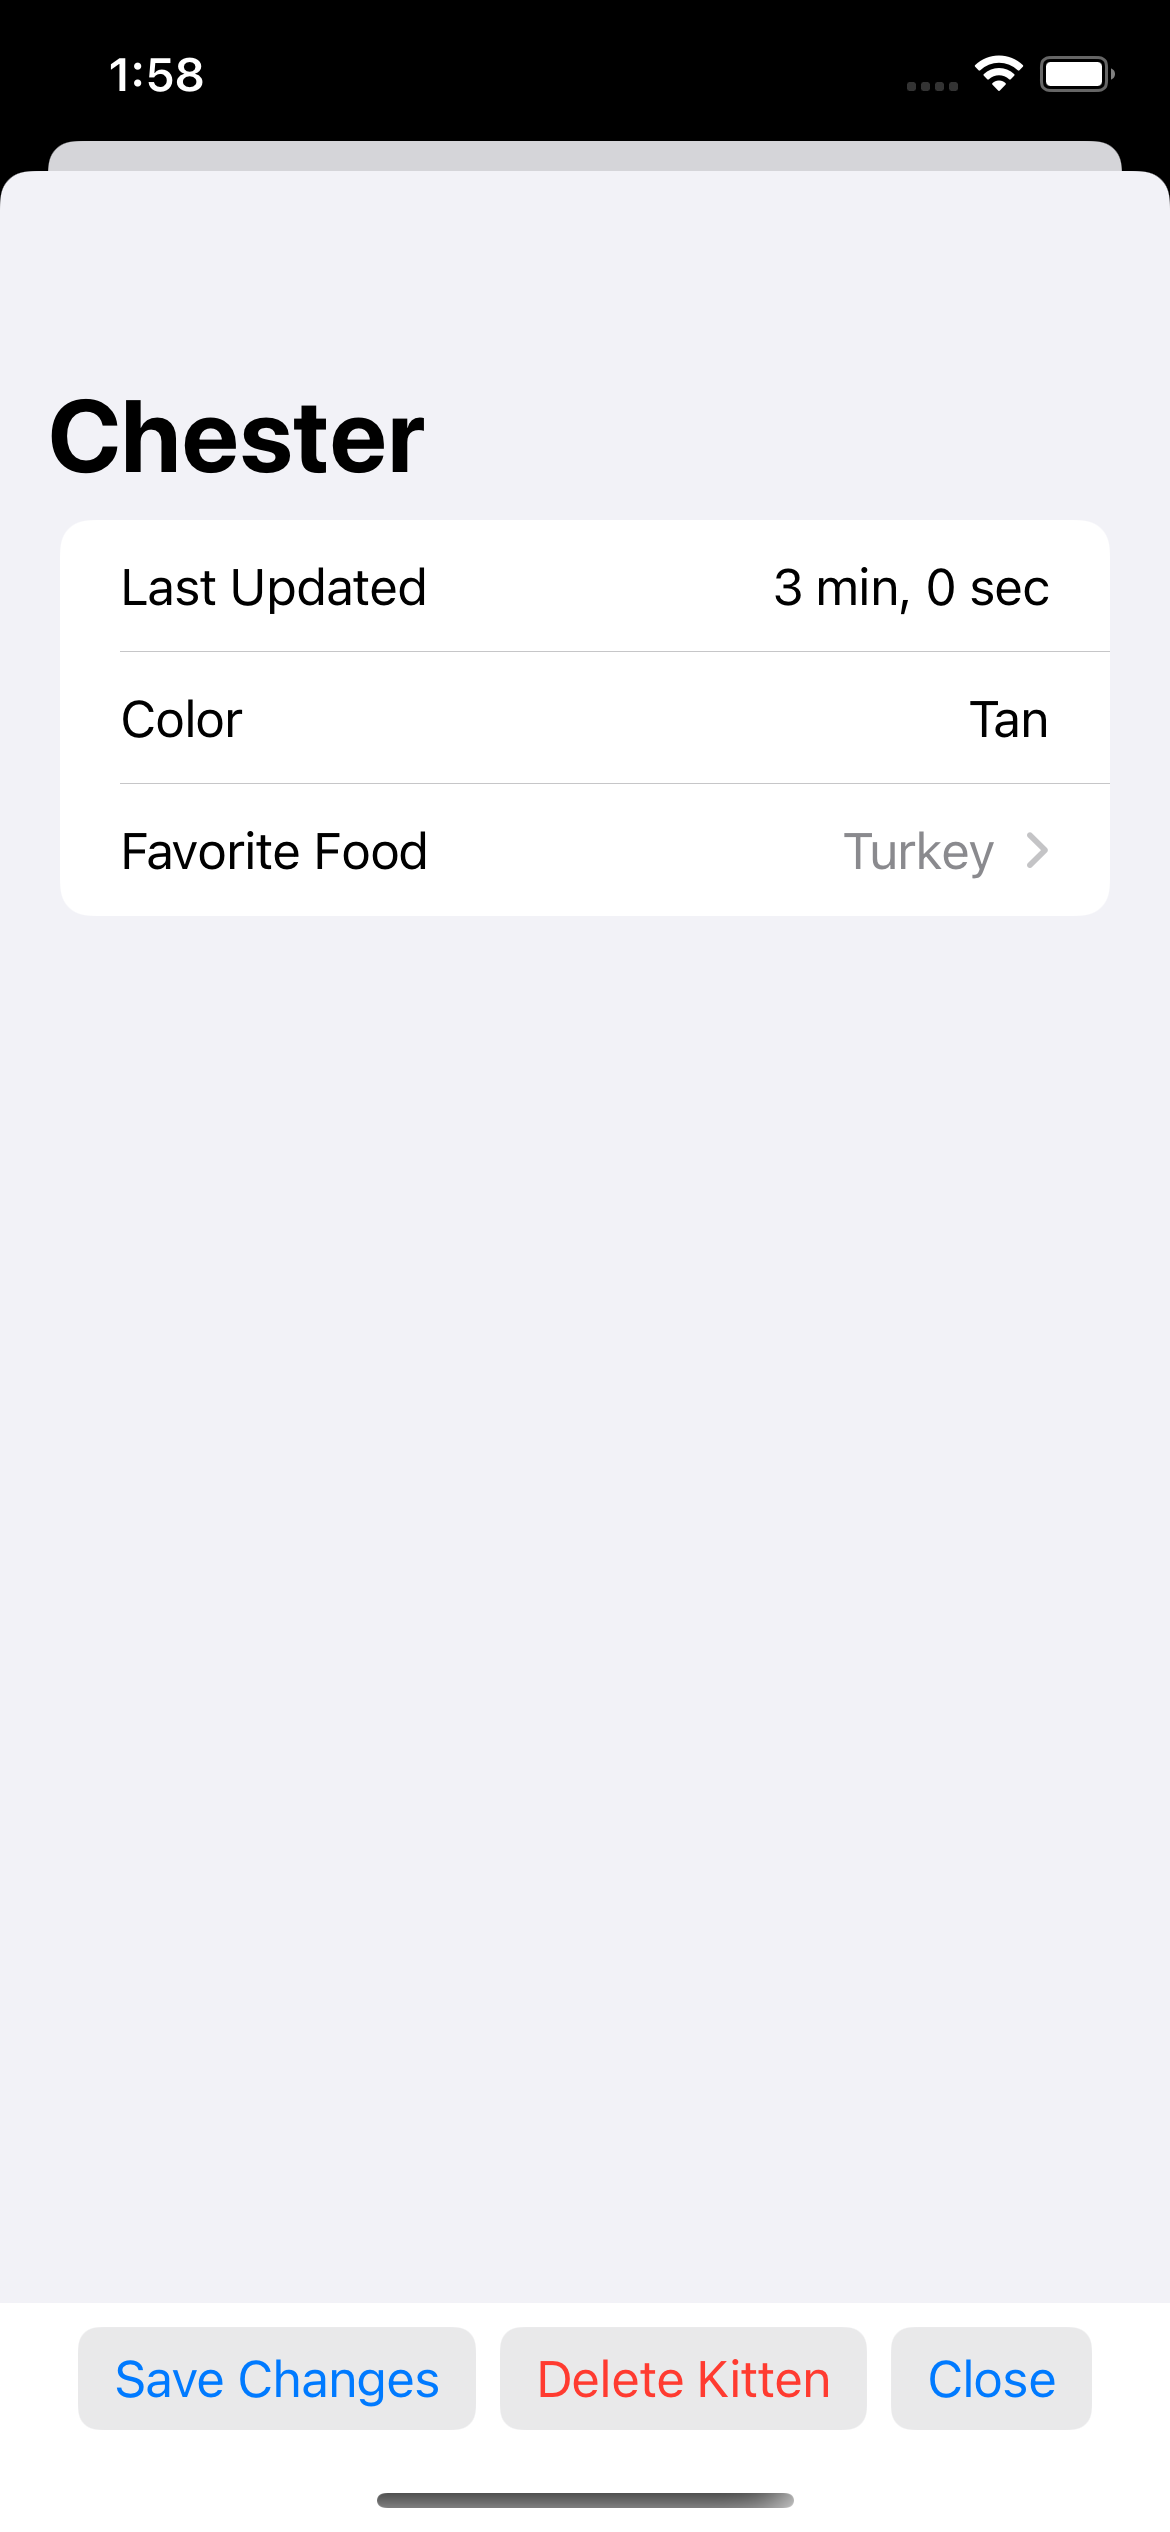 1:58
Chester
Last Updated 3 min, 0 sec
Color Tan
Favorite Food Turkey
Save Changes Delete Kitten Close